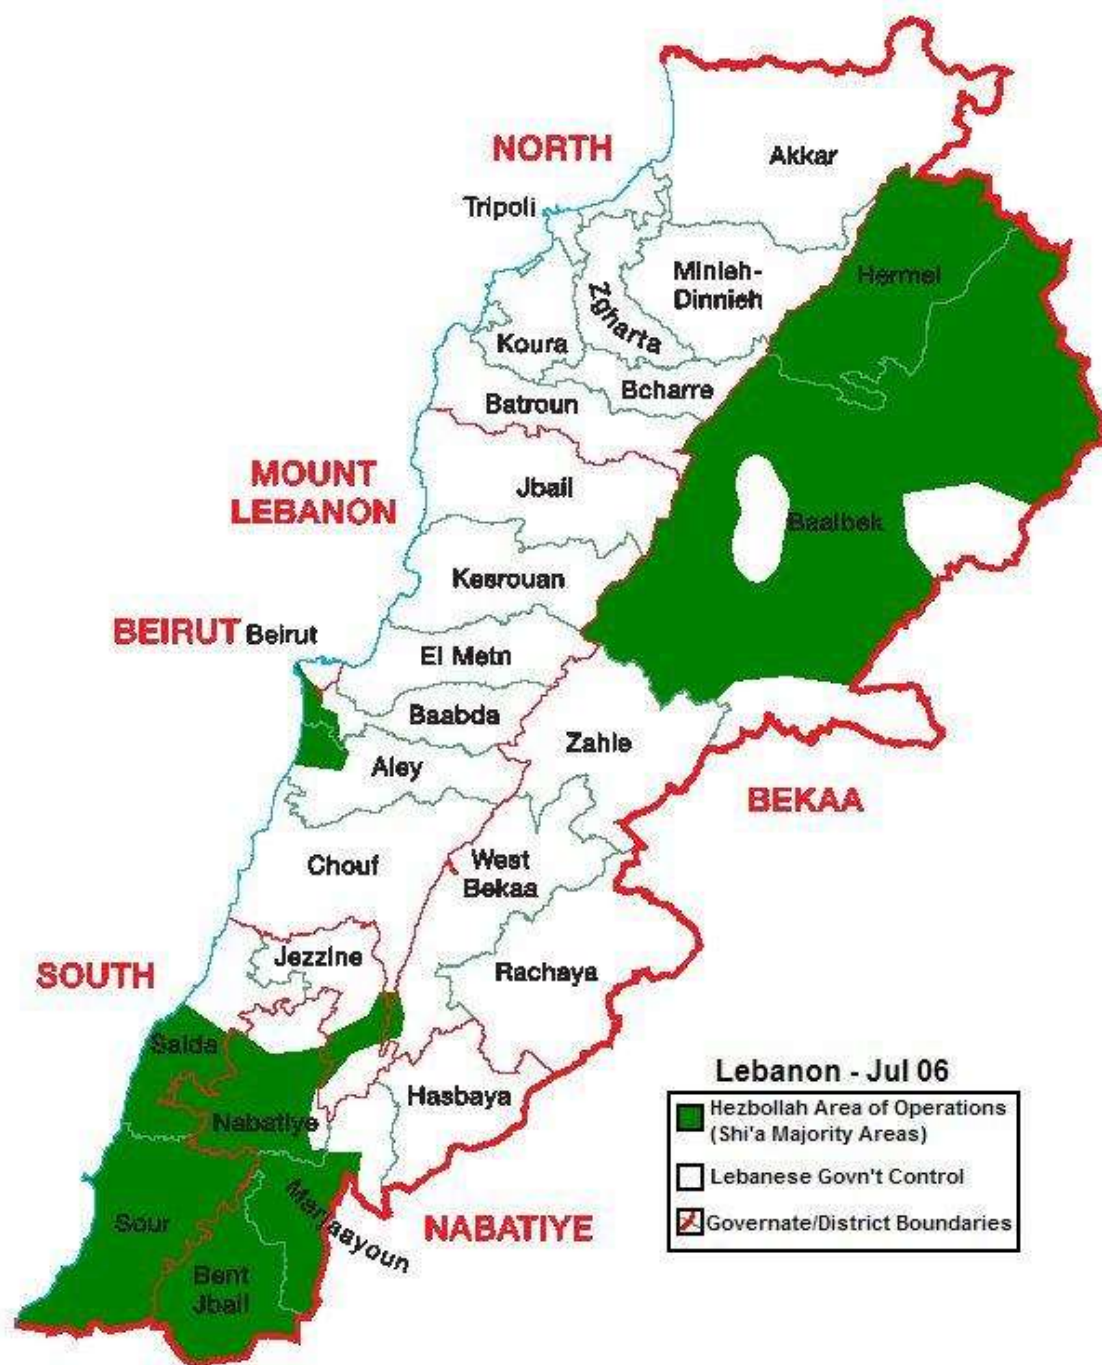 NORTH
Akkar
Tripoli
Minieh-
Dinnieh
Hermel
Zgharta
Koura
Bcharre
Batroun
MOUNT
LEBANON
Jbail
Baalbek
Kesrouan
BEIRUT
Beirut
El Metn
Baabda
Zahle
Aley
BEKAA
Chouf
West
Bekaa
Jezzine
SOUTH
Rachaya
Saida
Hasbaya
Nabatiye
Marjaayoun
Sour
NABATIYE
Bent
Jbail
Lebanon - Jul 06
Hezbollah Area of Operations
(Shi'a Majority Areas)
Lebanese Govn't Control
Governate/District Boundaries